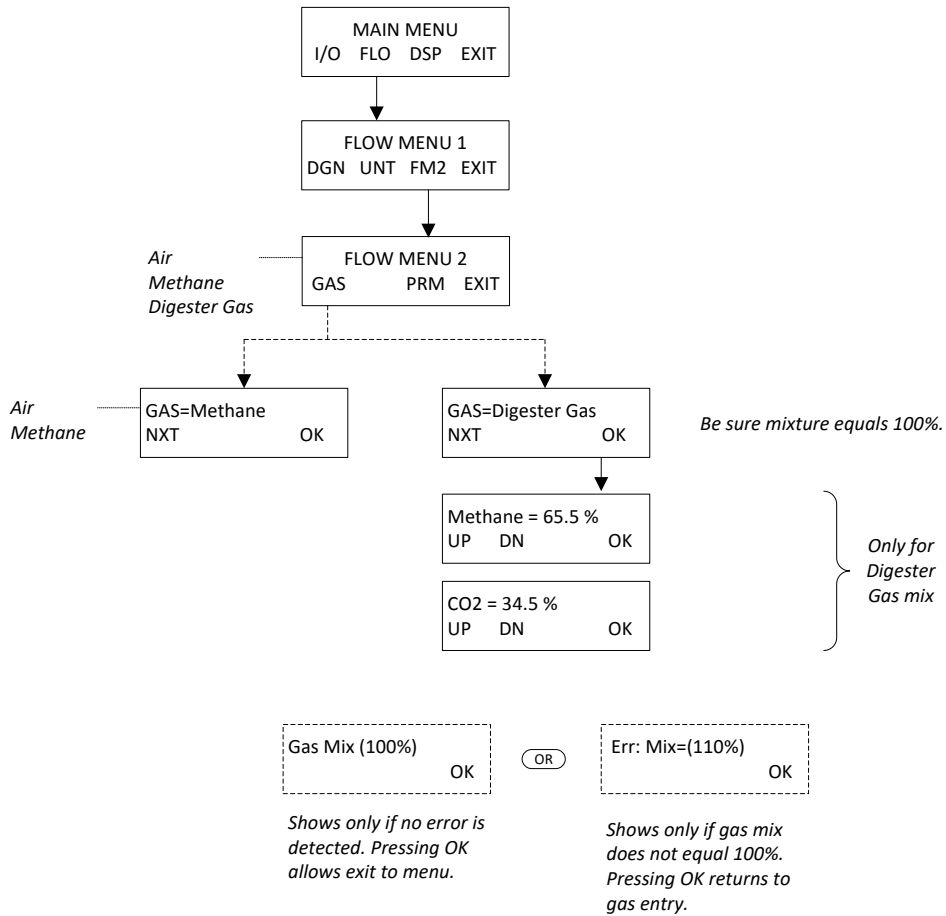 MAIN MENU
I/O FLO DSP EXIT
FLOW MENU 1
DGN UNT FM2 EXIT
Air
Methane
Digester Gas
FLOW MENU 2
GAS PRM EXIT
Air
Methane
GAS=Methane
NXT OK
GAS=Digester Gas
NXT OK
Be sure mixture equals 100%.
Methane = 65.5 %
UP DN OK
CO2 = 34.5 %
UP DN OK
Only for
Digester
Gas mix
Gas Mix (100%)
OK
OR
Err: Mix=(110%)
OK
Shows only if no error is
detected. Pressing OK
allows exit to menu.
Shows only if gas mix
does not equal 100%.
Pressing OK returns to
gas entry.